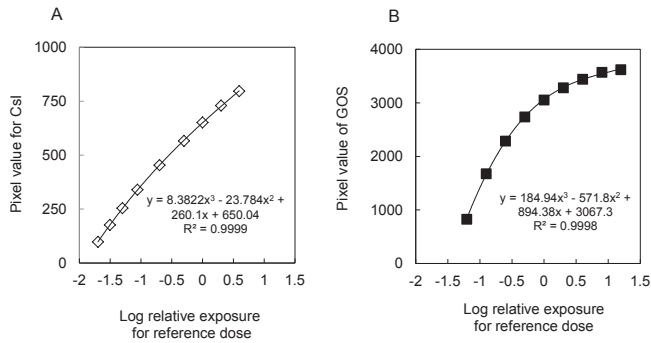 A
Pixel value for CsI
1000
750
500
250
0
y = 8.3822x³ - 23.784x² +
260.1x + 650.04
R² = 0.9999
-2 -1.5 -1 -0.5 0 0.5 1 1.5
Log relative exposure
for reference dose
B
Pixel value of GOS
4000
3000
2000
1000
0
y = 184.94x³ - 571.8x² +
894.38x + 3067.3
R² = 0.9998
-2 -1.5 -1 -0.5 0 0.5 1 1.5
Log relative exposure
for reference dose